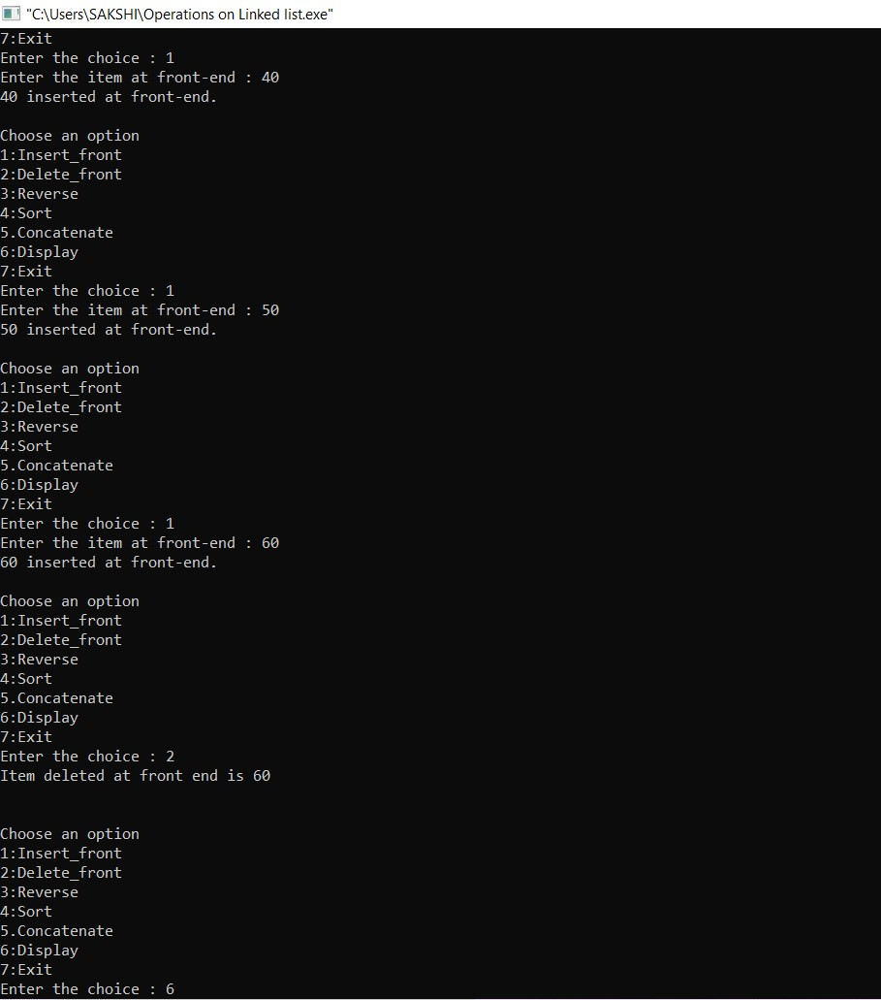 "C:\Users\SAKSHI\Operations on Linked list.exe"
7:Exit
Enter the choice : 1
Enter the item at front-end : 40
40 inserted at front-end.
Choose an option
1:Insert_front
2:Delete_front
3:Reverse
4:Sort
5.Concatenate
6:Display
7:Exit
Enter the choice : 1
Enter the item at front-end : 50
50 inserted at front-end.
Choose an option
1:Insert_front
2:Delete_front
3:Reverse
4:Sort
5.Concatenate
6:Display
7:Exit
Enter the choice : 1
Enter the item at front-end : 60
60 inserted at front-end.
Choose an option
1:Insert_front
2:Delete_front
3:Reverse
4:Sort
5.Concatenate
6:Display
7:Exit
Enter the choice : 2
Item deleted at front end is 60
Choose an option
1:Insert_front
2:Delete_front
3:Reverse
4:Sort
5.Concatenate
6:Display
7:Exit
Enter the choice : 6